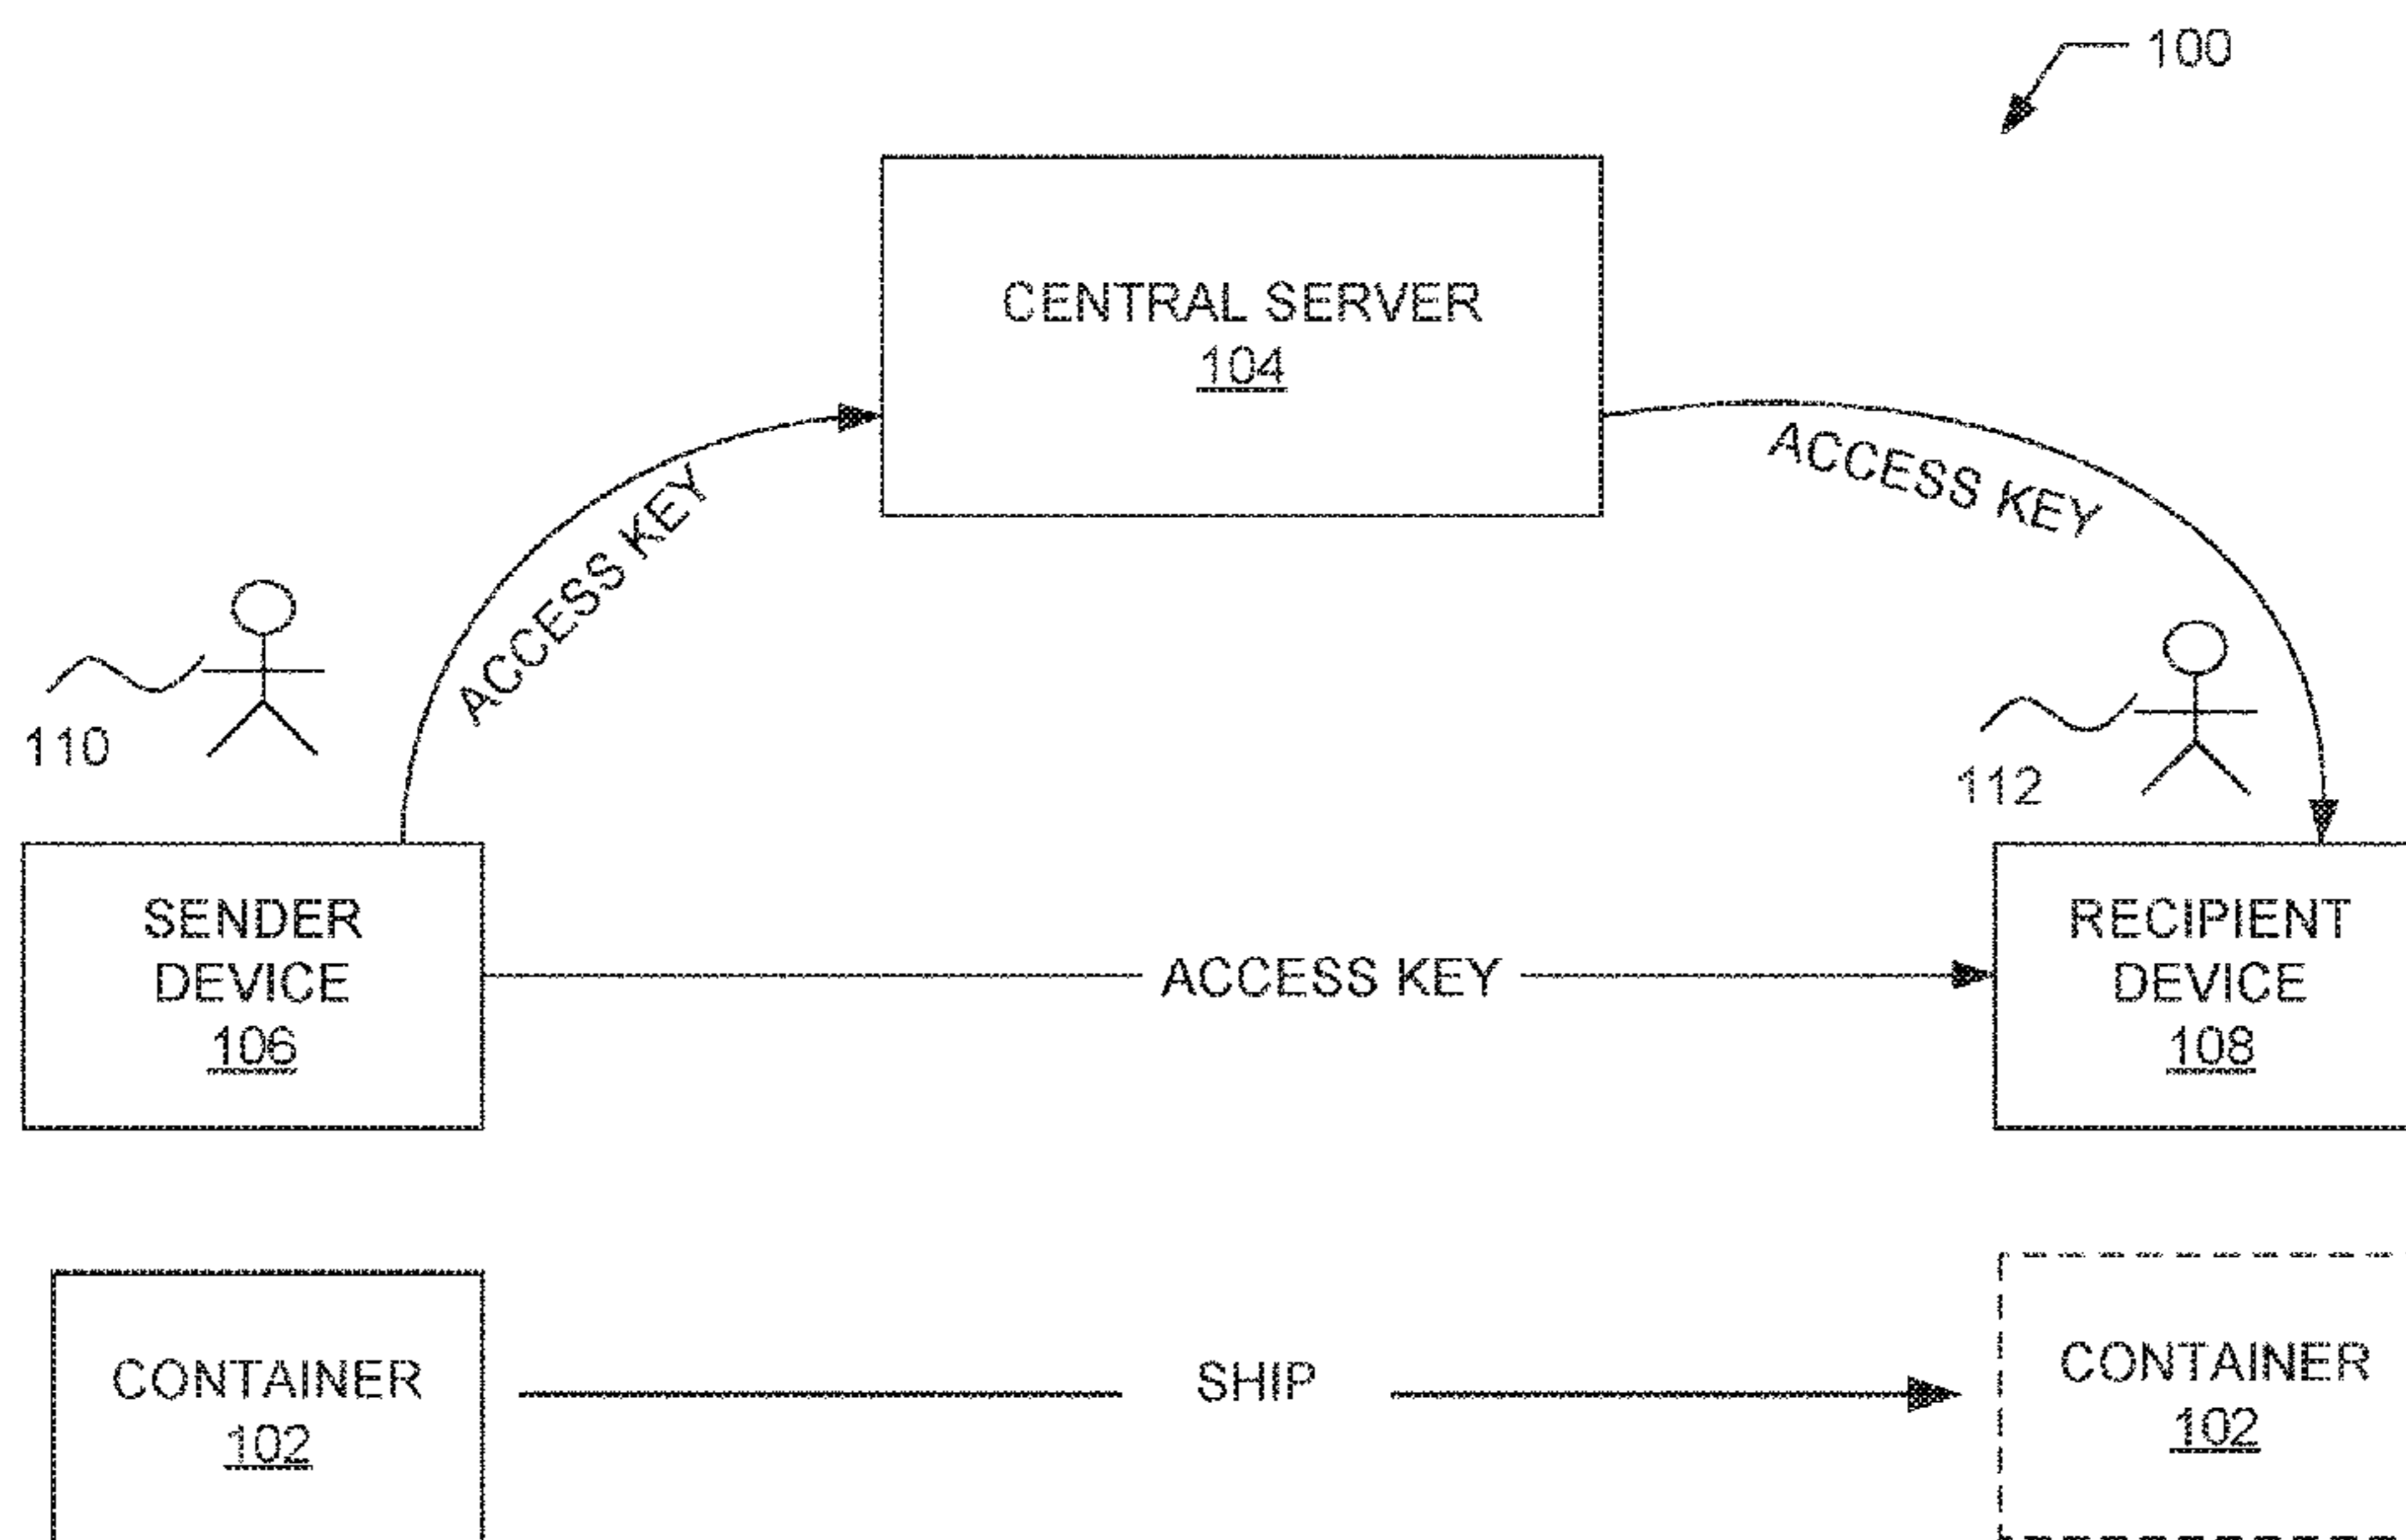 100
CENTRAL SERVER
104
ACCESS KEY
ACCESS KEY
110
112
SENDER
DEVICE
106
ACCESS KEY
RECIPIENT
DEVICE
108
CONTAINER
102
SHIP
CONTAINER
102